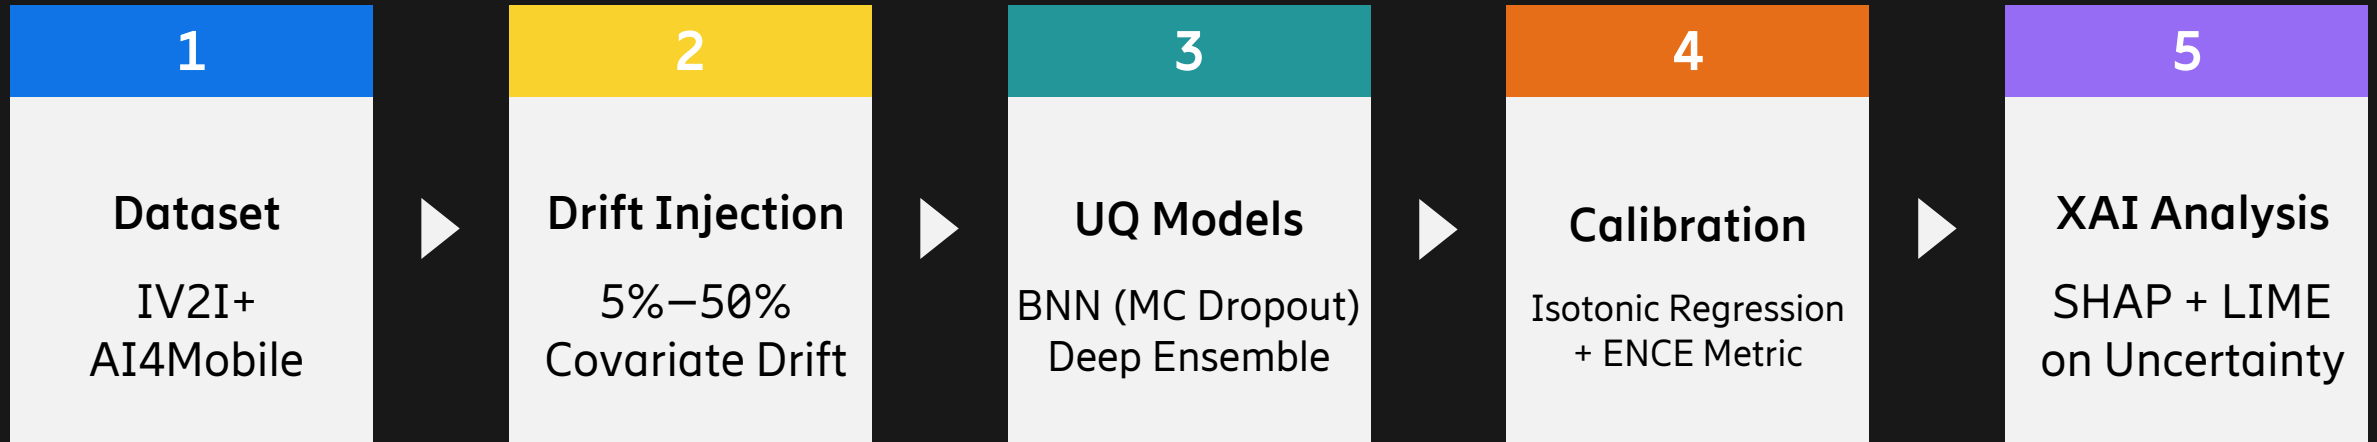 1
Dataset
IV2I+
AI4Mobile
2
Drift Injection
5%–50%
Covariate Drift
3
UQ Models
BNN (MC Dropout)
Deep Ensemble
4
Calibration
Isotonic Regression
+ ENCE Metric
5
XAI Analysis
SHAP + LIME
on Uncertainty